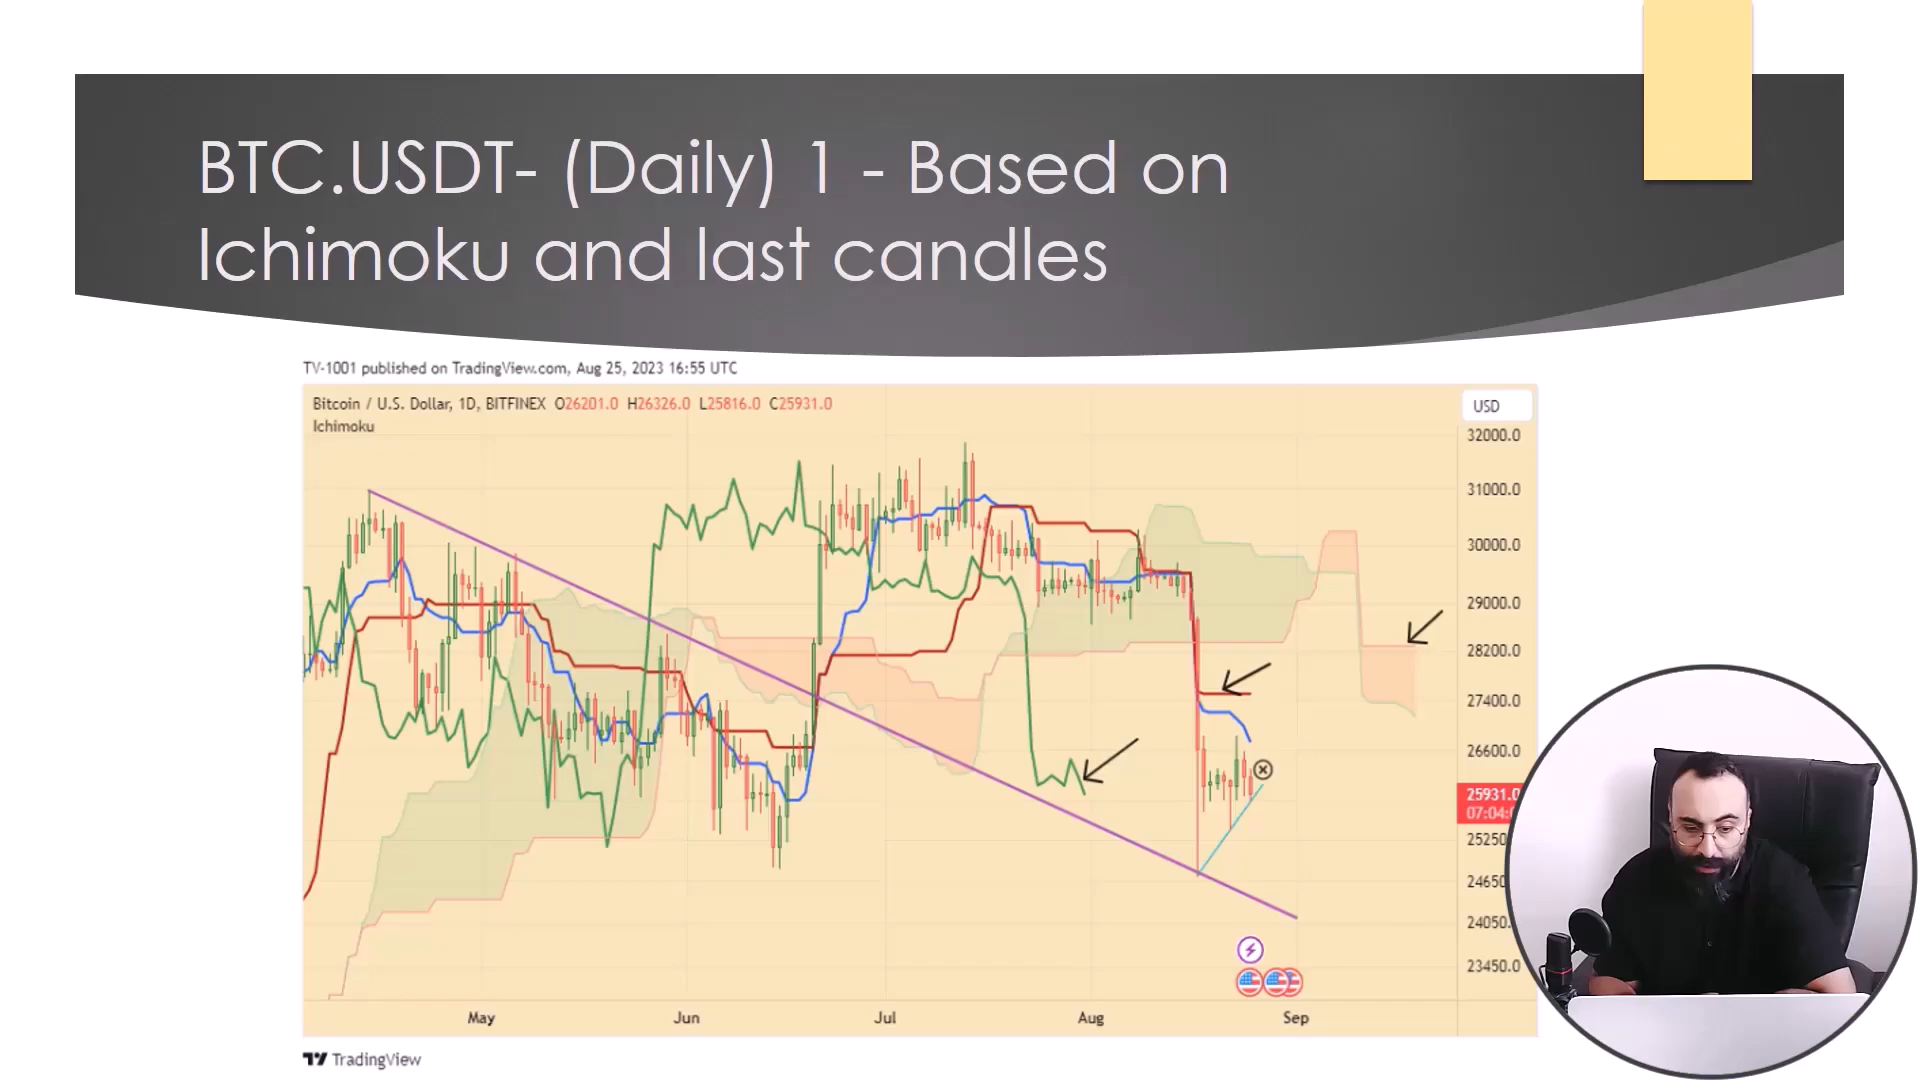 BTC.USDT- (Daily) 1 - Based on
Ichimoku and last candles
TV-1001 published on TradingView.com, Aug 25, 2023 16:55 UTC
Bitcoin / U.S. Dollar, 1D, BITFINEX O26201.0 H26326.0 L25816.0 C25931.0
Ichimoku
USD
32000.0
31000.0
30000.0
29000.0
28200.0
27400.0
26600.0
25931.0
07:04:
25250
24650
24050.
23450.0
May Jun Jul Aug Sep
TradingView